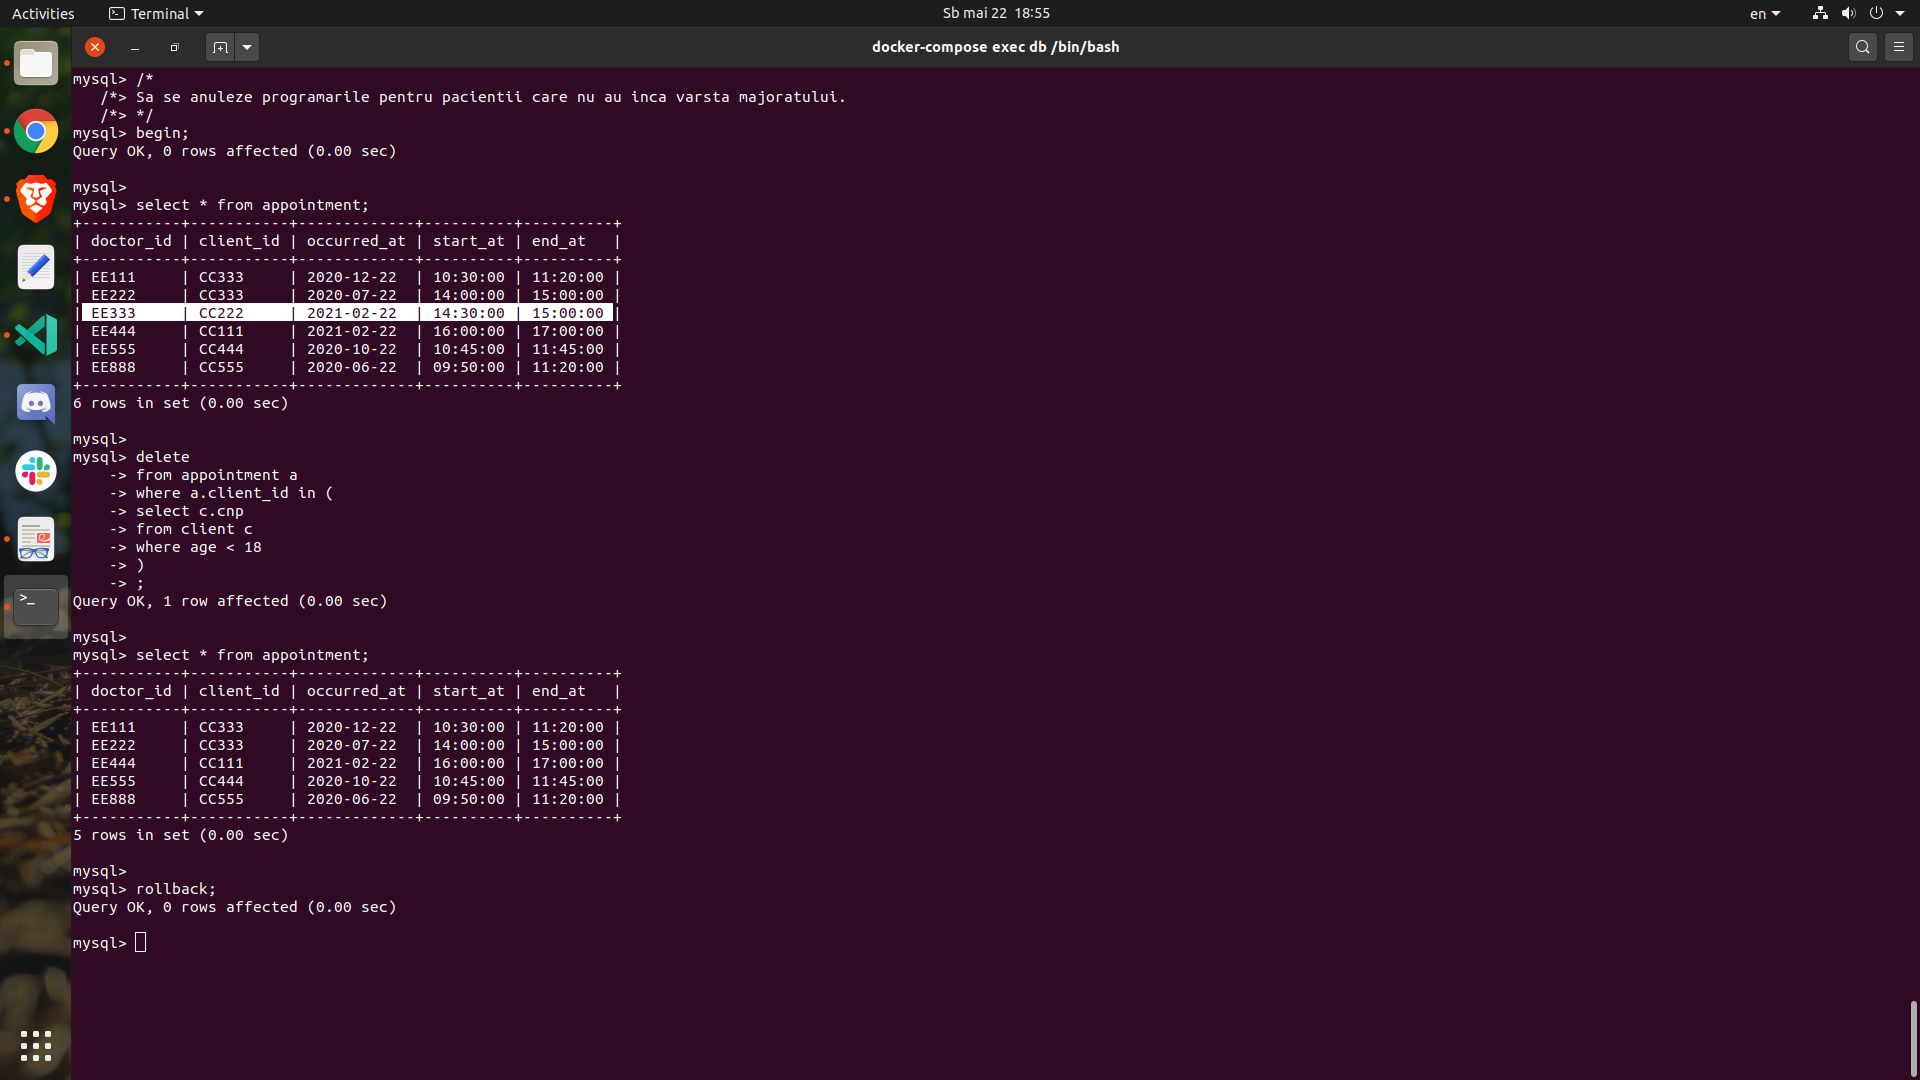 Activities Terminal Sb mai 22 18:55 en
docker-compose exec db /bin/bash
mysql> /*
   /*> Sa se anuleze programarile pentru pacientii care nu au inca varsta majoratului.
   /*> */
mysql> begin;
Query OK, 0 rows affected (0.00 sec)

mysql>
mysql> select * from appointment;
+-----------+-----------+-------------+----------+----------+
| doctor_id | client_id | occurred_at | start_at | end_at   |
+-----------+-----------+-------------+----------+----------+
| EE111     | CC333     | 2020-12-22  | 10:30:00 | 11:20:00 |
| EE222     | CC333     | 2020-07-22  | 14:00:00 | 15:00:00 |
| EE333     | CC222     | 2021-02-22  | 14:30:00 | 15:00:00 |
| EE444     | CC111     | 2021-02-22  | 16:00:00 | 17:00:00 |
| EE555     | CC444     | 2020-10-22  | 10:45:00 | 11:45:00 |
| EE888     | CC555     | 2020-06-22  | 09:50:00 | 11:20:00 |
+-----------+-----------+-------------+----------+----------+
6 rows in set (0.00 sec)

mysql>
mysql> delete
    -> from appointment a
    -> where a.client_id in (
    -> select c.cnp
    -> from client c
    -> where age < 18
    -> )
    -> ;
Query OK, 1 row affected (0.00 sec)

mysql>
mysql> select * from appointment;
+-----------+-----------+-------------+----------+----------+
| doctor_id | client_id | occurred_at | start_at | end_at   |
+-----------+-----------+-------------+----------+----------+
| EE111     | CC333     | 2020-12-22  | 10:30:00 | 11:20:00 |
| EE222     | CC333     | 2020-07-22  | 14:00:00 | 15:00:00 |
| EE444     | CC111     | 2021-02-22  | 16:00:00 | 17:00:00 |
| EE555     | CC444     | 2020-10-22  | 10:45:00 | 11:45:00 |
| EE888     | CC555     | 2020-06-22  | 09:50:00 | 11:20:00 |
+-----------+-----------+-------------+----------+----------+
5 rows in set (0.00 sec)

mysql>
mysql> rollback;
Query OK, 0 rows affected (0.00 sec)

mysql>